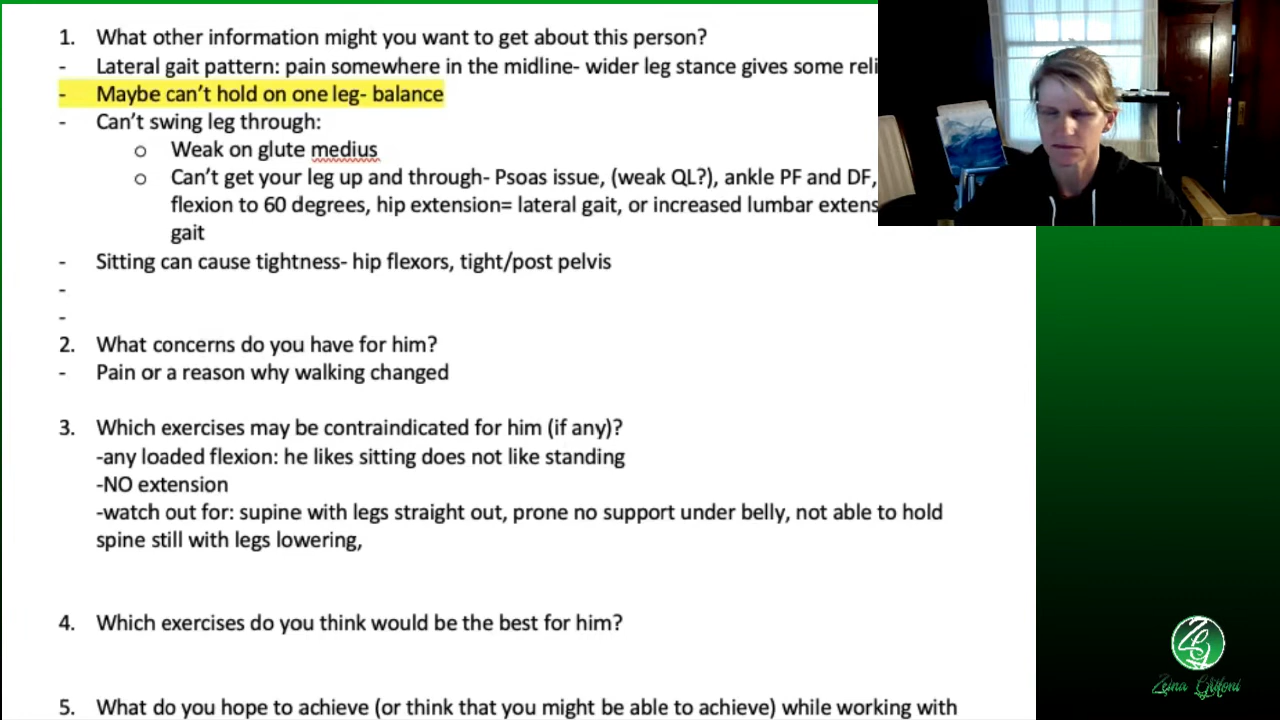 1. What other information might you want to get about this person?
- Lateral gait pattern: pain somewhere in the midline- wider leg stance gives some reli
- Maybe can't hold on one leg- balance
- Can't swing leg through:
o Weak on glute medius
o Can't get your leg up and through- Psoas issue, (weak QL?), ankle PF and DF,
flexion to 60 degrees, hip extension= lateral gait, or increased lumbar extens
gait
- Sitting can cause tightness- hip flexors, tight/post pelvis
-
-
2. What concerns do you have for him?
- Pain or a reason why walking changed
3. Which exercises may be contraindicated for him (if any)?
-any loaded flexion: he likes sitting does not like standing
-NO extension
-watch out for: supine with legs straight out, prone no support under belly, not able to hold
spine still with legs lowering,
4. Which exercises do you think would be the best for him?
5. What do you hope to achieve (or think that you might be able to achieve) while working with
ZG
Zeina Grifoni